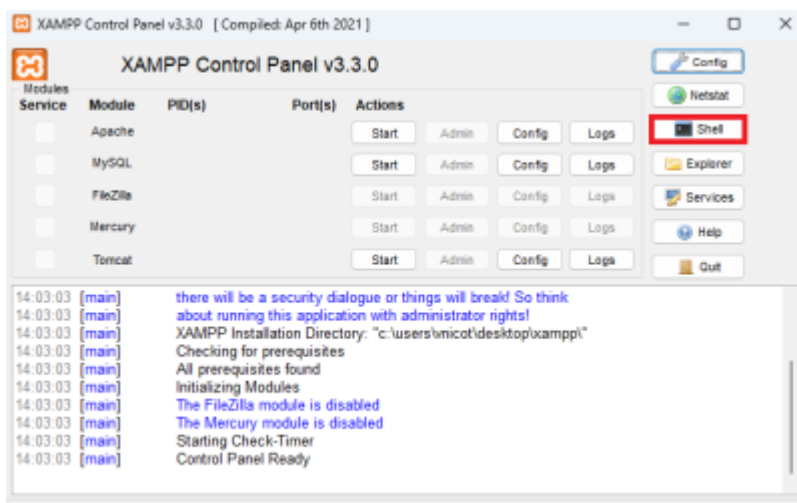 XAMPP Control Panel v3.3.0 [ Compiled: Apr 6th 2021 ]
XAMPP Control Panel v3.3.0
Config
Modules
Service Module PID(s) Port(s) Actions
Netstat
Apache Start Admin Config Logs
Shell
MySQL Start Admin Config Logs
Explorer
FileZilla Start Admin Config Logs
Services
Mercury Start Admin Config Logs
Help
Tomcat Start Admin Config Logs
Quit
14:03:03 [main] there will be a security dialogue or things will break! So think
14:03:03 [main] about running this application with administrator rights!
14:03:03 [main] XAMPP Installation Directory: "c:\users\vnicot\desktop\xampp\"
14:03:03 [main] Checking for prerequisites
14:03:03 [main] All prerequisites found
14:03:03 [main] Initializing Modules
14:03:03 [main] The FileZilla module is disabled
14:03:03 [main] The Mercury module is disabled
14:03:03 [main] Starting Check-Timer
14:03:03 [main] Control Panel Ready